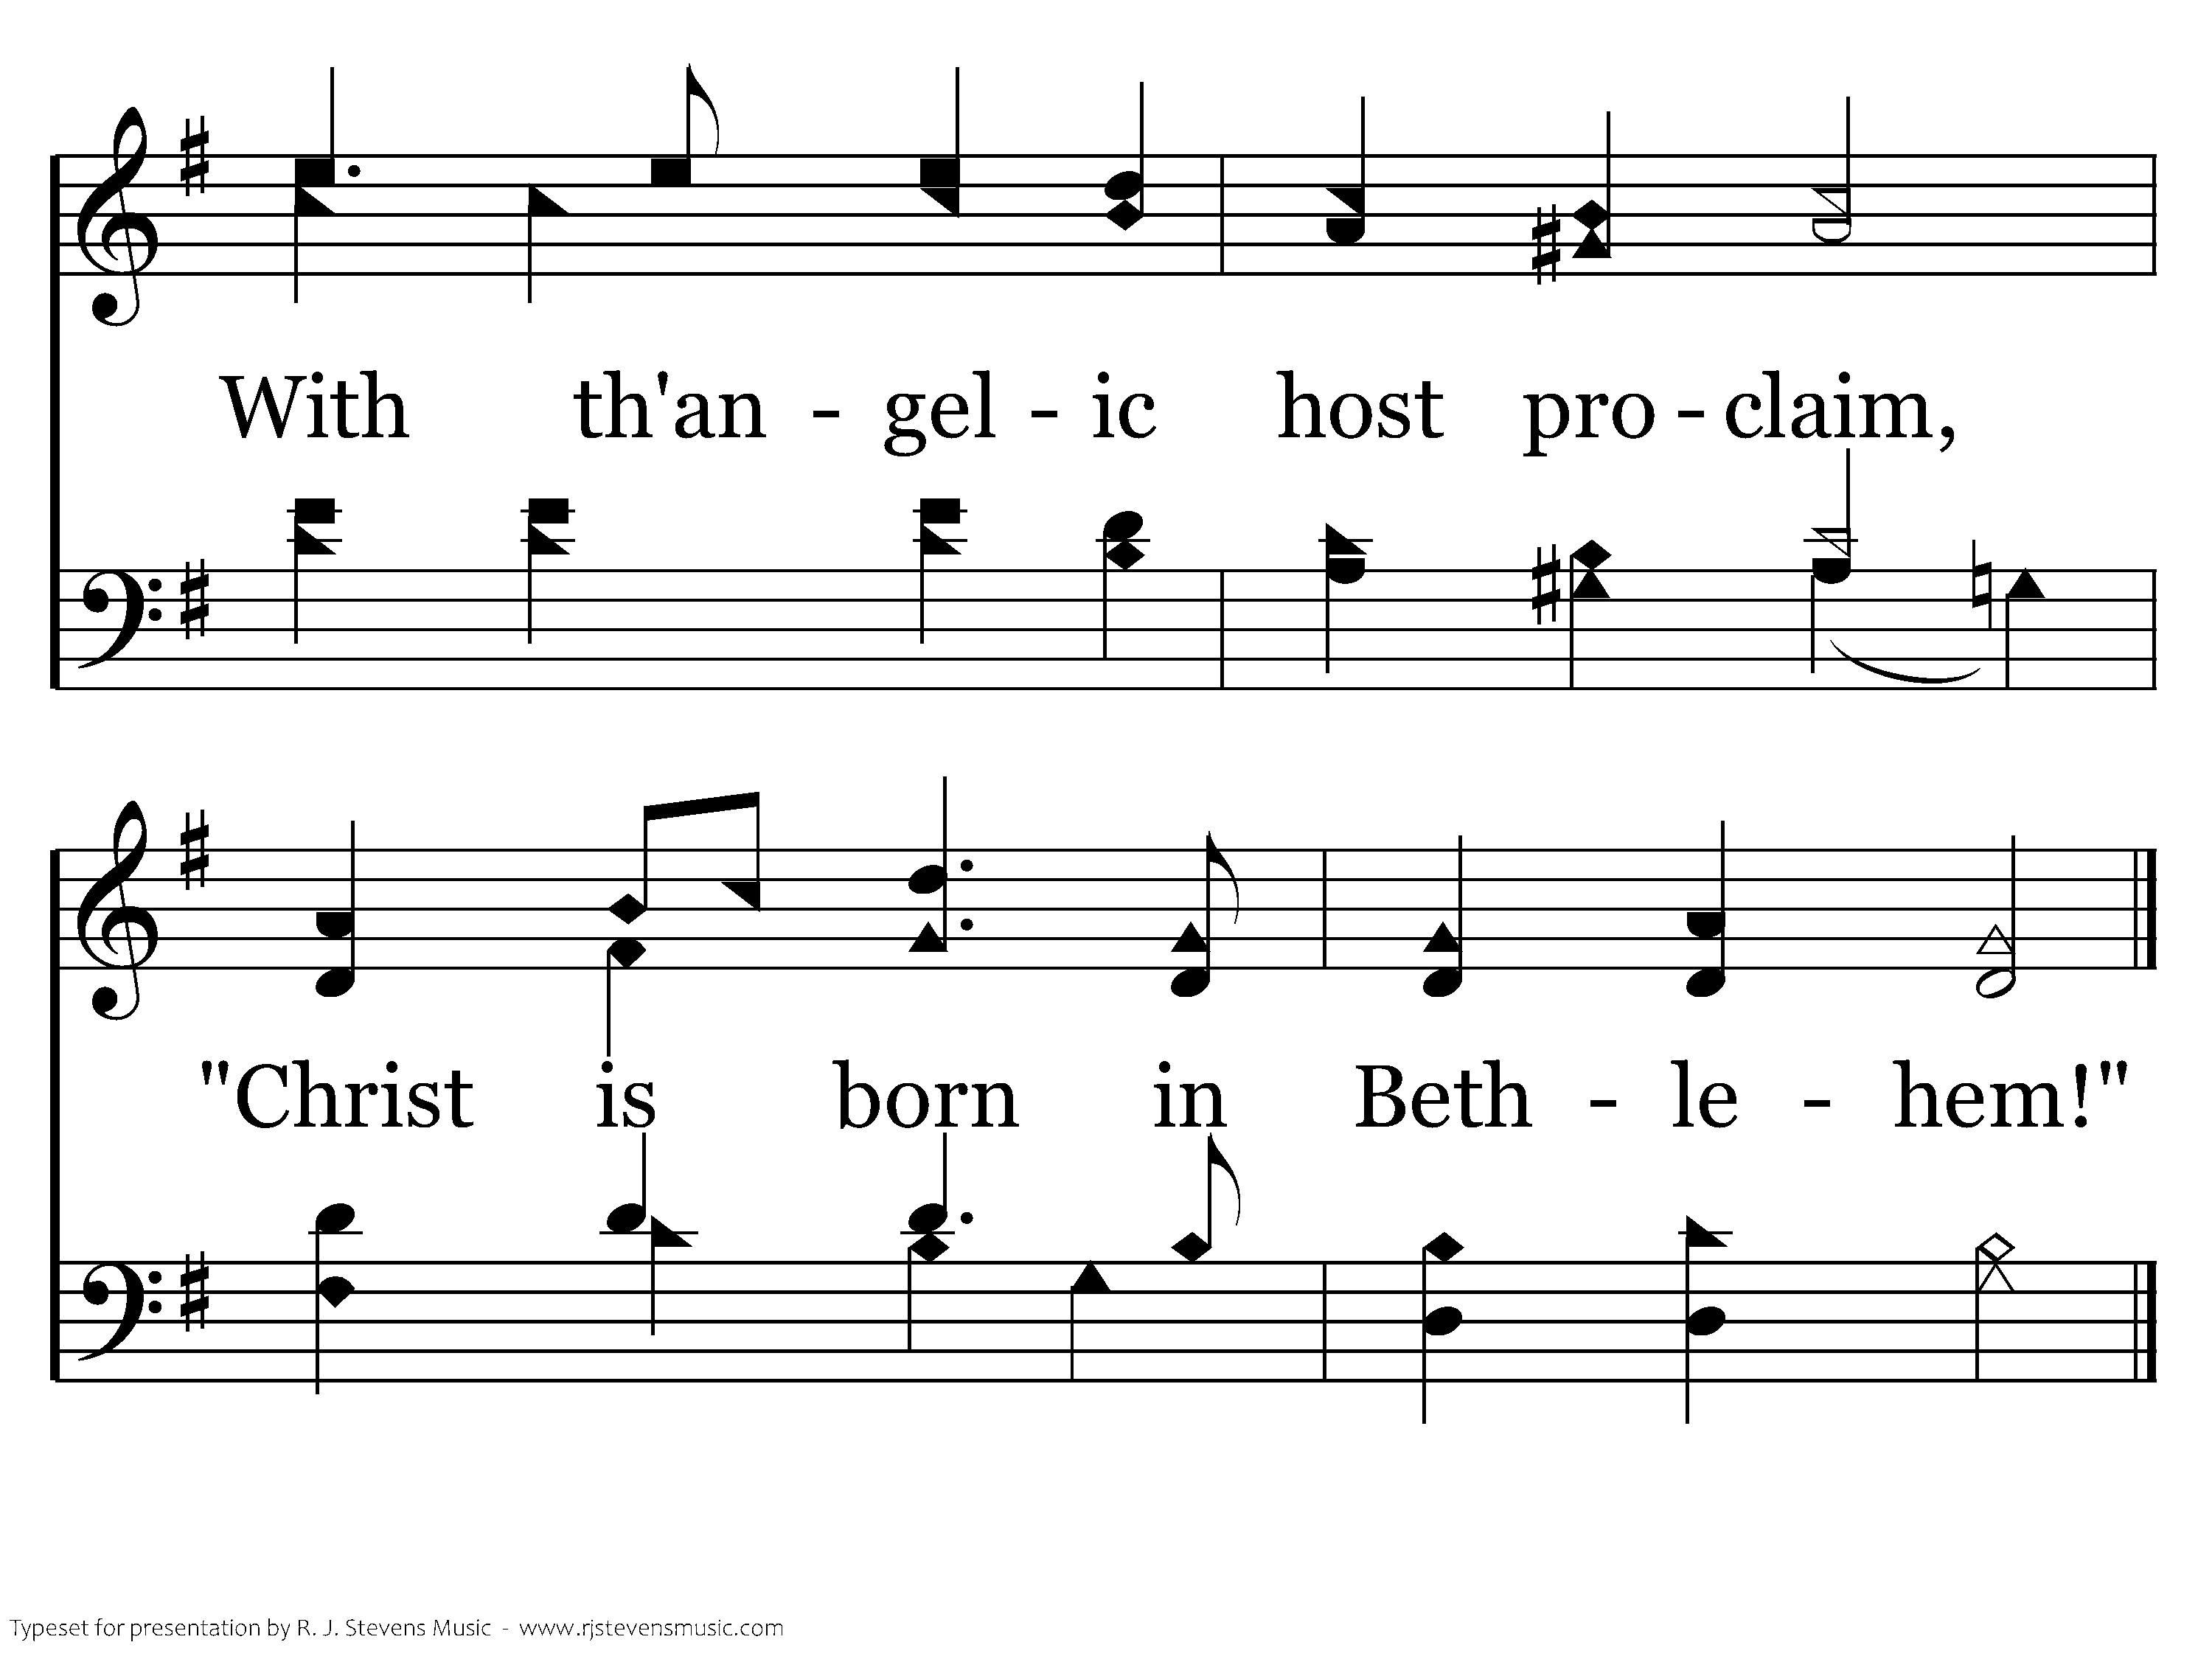 With th'an - gel - ic host pro - claim,
"Christ is born in Beth - le - hem!"
Typeset for presentation by R. J. Stevens Music - www.rjstevensmusic.com